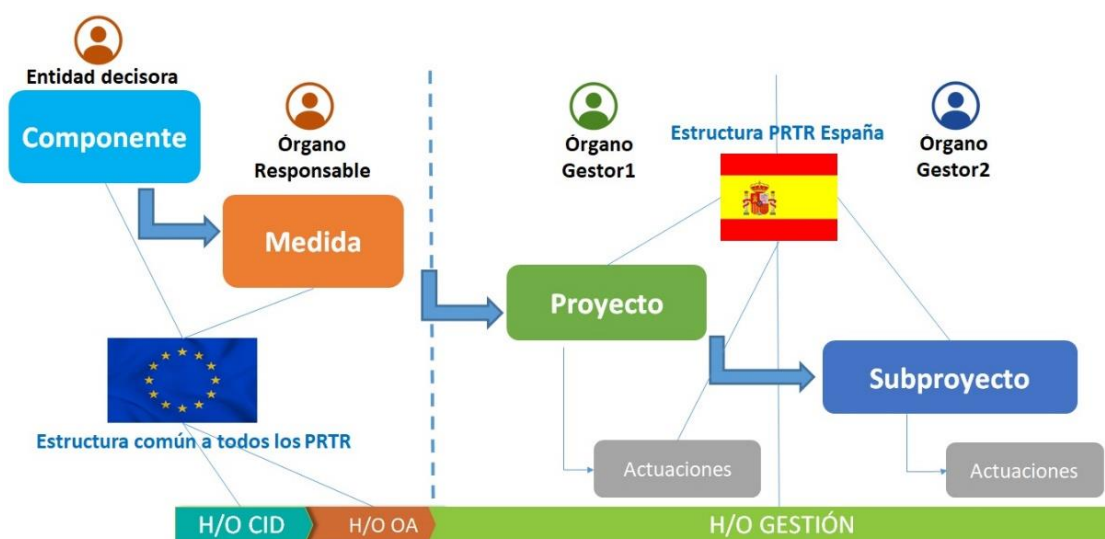 Entidad decisora
Componente
Órgano
Responsable
Medida
Estructura común a todos los PRTR
Órgano
Gestor1
Estructura PRTR España
Órgano
Gestor2
Proyecto
Subproyecto
Actuaciones
Actuaciones
H/O CID
H/O OA
H/O GESTIÓN